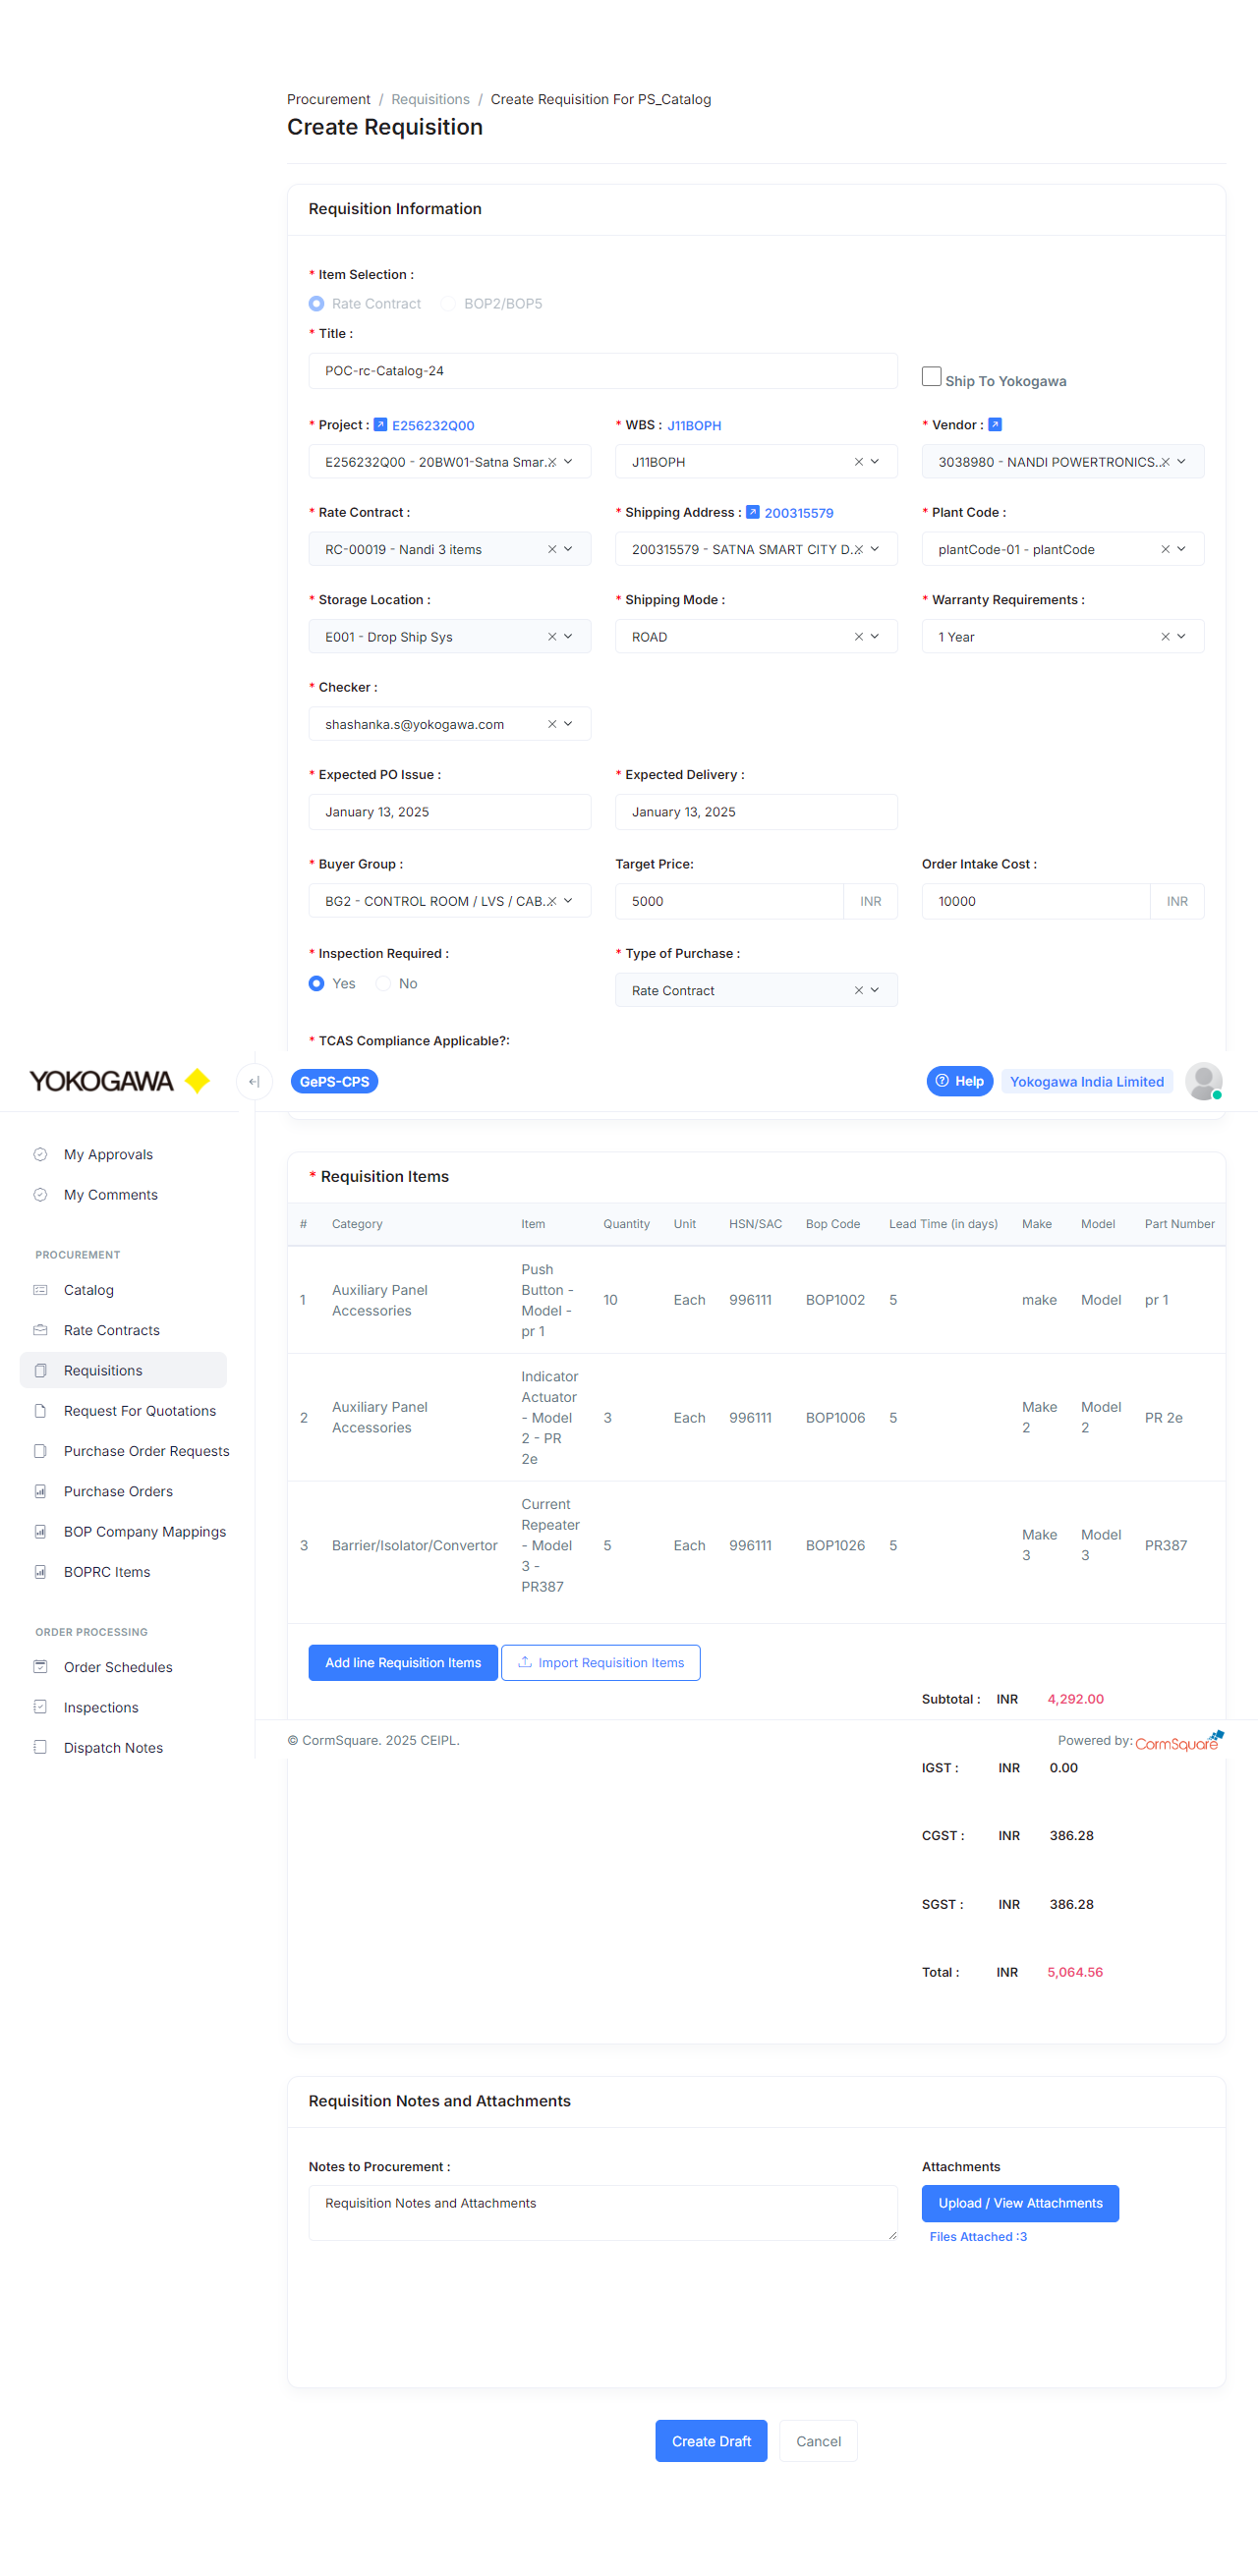 Procurement / Requisitions / Create Requisition For PS_Catalog
Create Requisition
Requisition Information
* Item Selection :
Rate Contract BOP2/BOP5
* Title :
POC-rc-Catalog-24
Ship To Yokogawa
* Project : E256232Q00 * WBS : J11BOPH * Vendor :
E256232Q00 - 20BW01-Satna Smar... J11BOPH 3038980 - NANDI POWERTRONICS...
* Rate Contract : * Shipping Address : 200315579 * Plant Code :
RC-00019 - Nandi 3 items 200315579 - SATNA SMART CITY D... plantCode-01 - plantCode
* Storage Location : * Shipping Mode : * Warranty Requirements :
E001 - Drop Ship Sys ROAD 1 Year
* Checker :
shashanka.s@yokogawa.com
* Expected PO Issue : * Expected Delivery :
January 13, 2025 January 13, 2025
* Buyer Group : Target Price: Order Intake Cost :
BG2 - CONTROL ROOM / LVS / CAB... 5000 INR 10000 INR
* Inspection Required : * Type of Purchase :
Yes No Rate Contract
* TCAS Compliance Applicable?:
YOKOGAWA GePS-CPS Help Yokogawa India Limited
My Approvals
My Comments
PROCUREMENT
Catalog
Rate Contracts
Requisitions
Request For Quotations
Purchase Order Requests
Purchase Orders
BOP Company Mappings
BOPRC Items
ORDER PROCESSING
Order Schedules
Inspections
Dispatch Notes
* Requisition Items
# Category Item Quantity Unit HSN/SAC Bop Code Lead Time (in days) Make Model Part Number
1 Auxiliary Panel Accessories Push Button - Model - pr 1 10 Each 996111 BOP1002 5 make Model pr 1
2 Auxiliary Panel Accessories Indicator Actuator - Model 2 - PR 2e 3 Each 996111 BOP1006 5 Make 2 Model 2 PR 2e
3 Barrier/Isolator/Convertor Current Repeater - Model 3 - PR387 5 Each 996111 BOP1026 5 Make 3 Model 3 PR387
Add line Requisition Items Import Requisition Items
Subtotal : INR 4,292.00
© CormSquare. 2025 CEIPL. Powered by: CormSquare
IGST : INR 0.00
CGST : INR 386.28
SGST : INR 386.28
Total : INR 5,064.56
Requisition Notes and Attachments
Notes to Procurement : Attachments
Requisition Notes and Attachments Upload / View Attachments
Files Attached :3
Create Draft Cancel